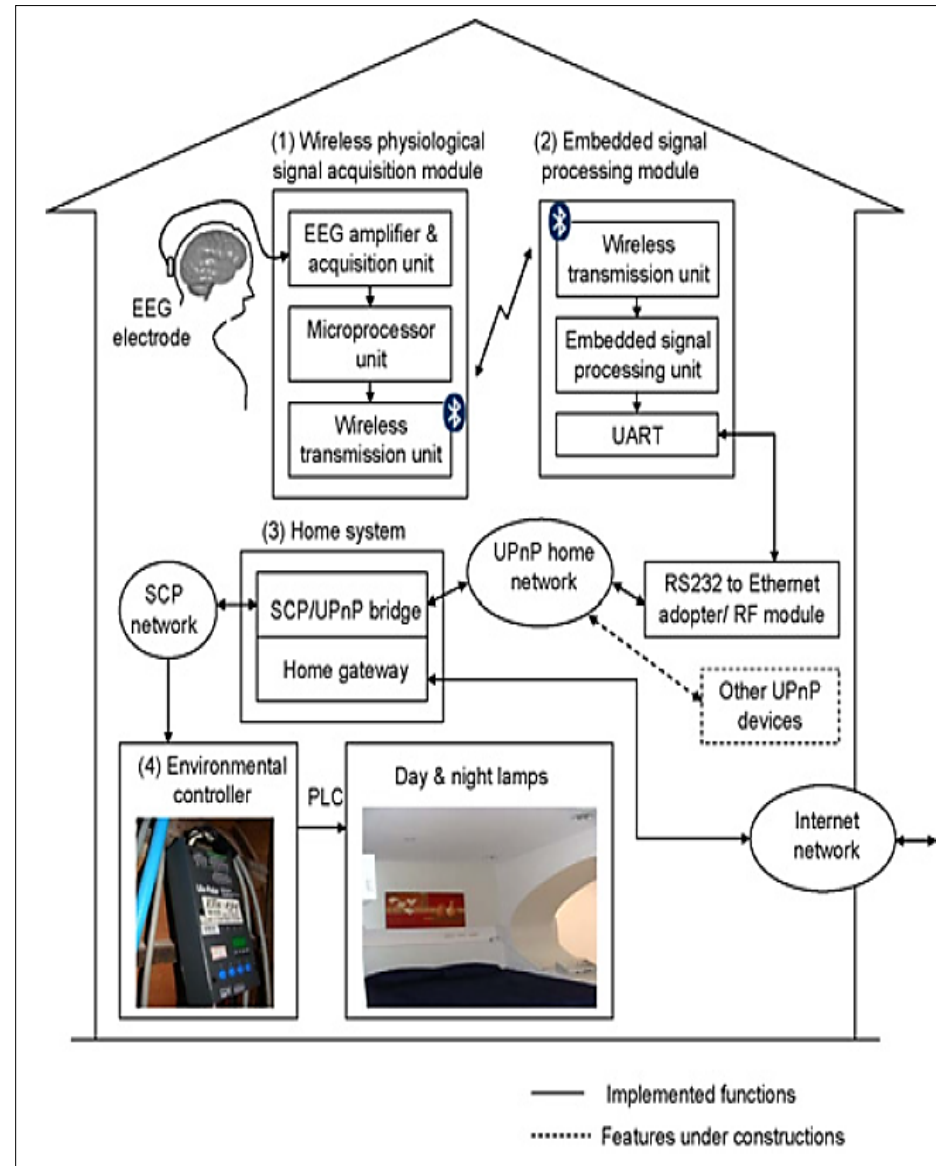 (1) Wireless physiological
signal acquisition module
EEG amplifier &
acquisition unit
Microprocessor
unit
Wireless
transmission unit
EEG
electrode
(2) Embedded signal
processing module
Wireless
transmission unit
Embedded signal
processing unit
UART
(3) Home system
SCP/UPnP bridge
Home gateway
SCP
network
UPnP home
network
RS232 to Ethernet
adopter/ RF module
Other UPnP
devices
(4) Environmental
controller
PLC
Day & night lamps
Internet
network
Implemented functions
Features under constructions